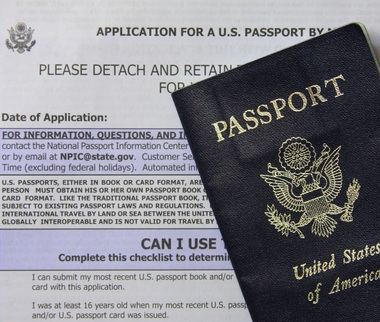 APPLICATION FOR A U.S. PASSPORT BY
PLEASE DETACH AND RETAIN
FOR
Date of Application:
FOR INFORMATION, QUESTIONS, AND
contact the National Passport Information Center
or by email at NPIC@state.gov. Customer
Time (excluding federal holidays). Automated
U.S. PASSPORTS, EITHER IN BOOK OR CARD FORMAT, ARE
PERSON MUST OBTAIN HIS OR HER OWN PASSPORT BOOK
CARD FORMAT. LIKE THE TRADITIONAL PASSPORT BOOK,
SUBJECT TO EXISTING PASSPORT LAWS AND REGULATIONS.
INTERNATIONAL TRAVEL BY LAND OR SEA BETWEEN THE
GLOBALLY INTEROPERABLE AND IS NOT VALID FOR TRAVEL BY
CAN I USE
Complete this checklist to
I can submit my most recent U.S. passport book and/or
card with this application.
I was at least 16 years old when my most recent U.S.
and/or U.S. passport card was issued.
PASSPORT
United States
of America